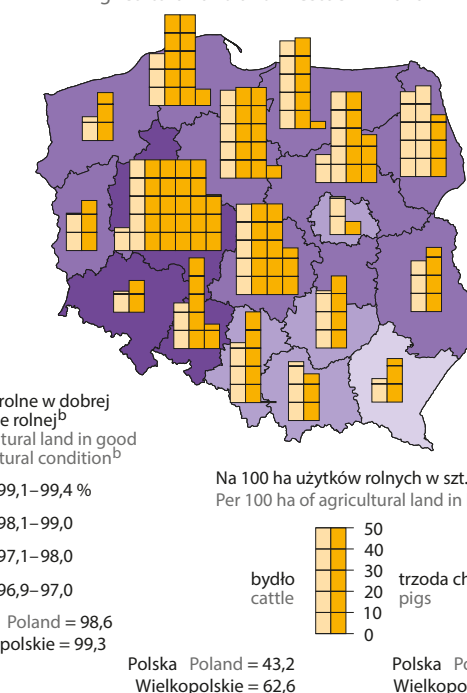 rolne w dobrej
e rolnej b
tural land in good
tural condition b
99,1–99,4 %
98,1–99,0
97,1–98,0
96,9–97,0
Poland = 98,6
polskie = 99,3
Na 100 ha użytków rolnych w szt.
Per 100 ha of agricultural land in
bydło
cattle
50
40
30
20
10
0
trzoda ch
pigs
Polska Poland = 43,2
Wielkopolskie = 62,6
Polska Po
Wielkopo